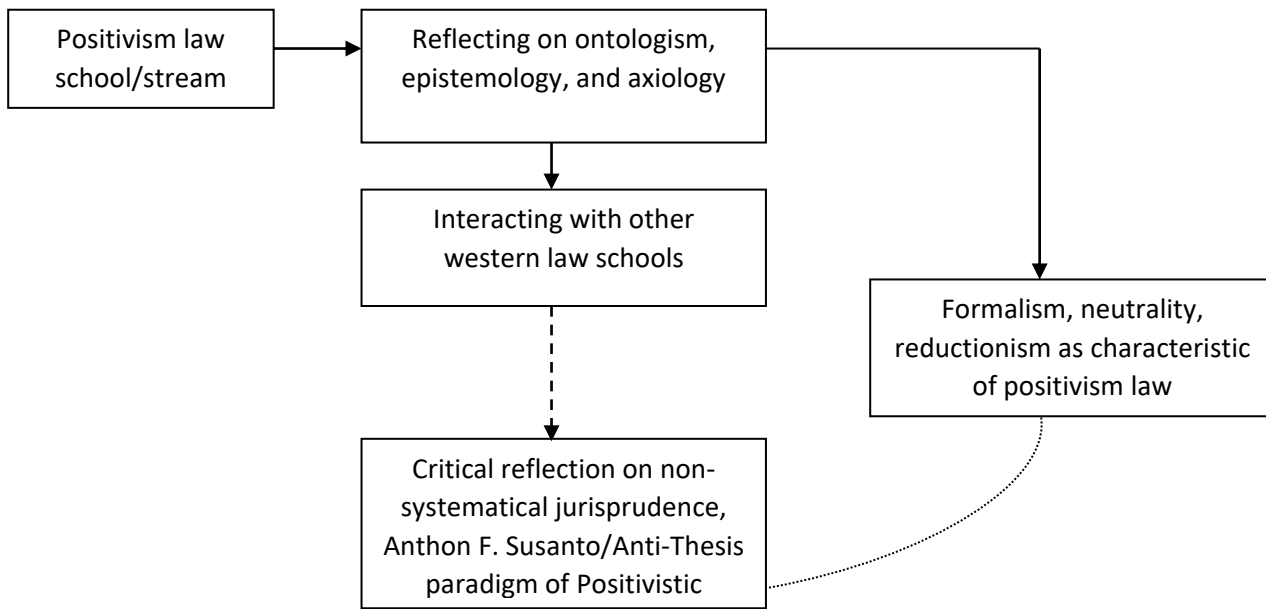 Positivism law
school/stream
Reflecting on ontologism,
epistemology, and axiology
Interacting with other
western law schools
Formalism, neutrality,
reductionism as characteristic
of positivism law
Critical reflection on non-
systematical jurisprudence,
Anthon F. Susanto/Anti-Thesis
paradigm of Positivistic